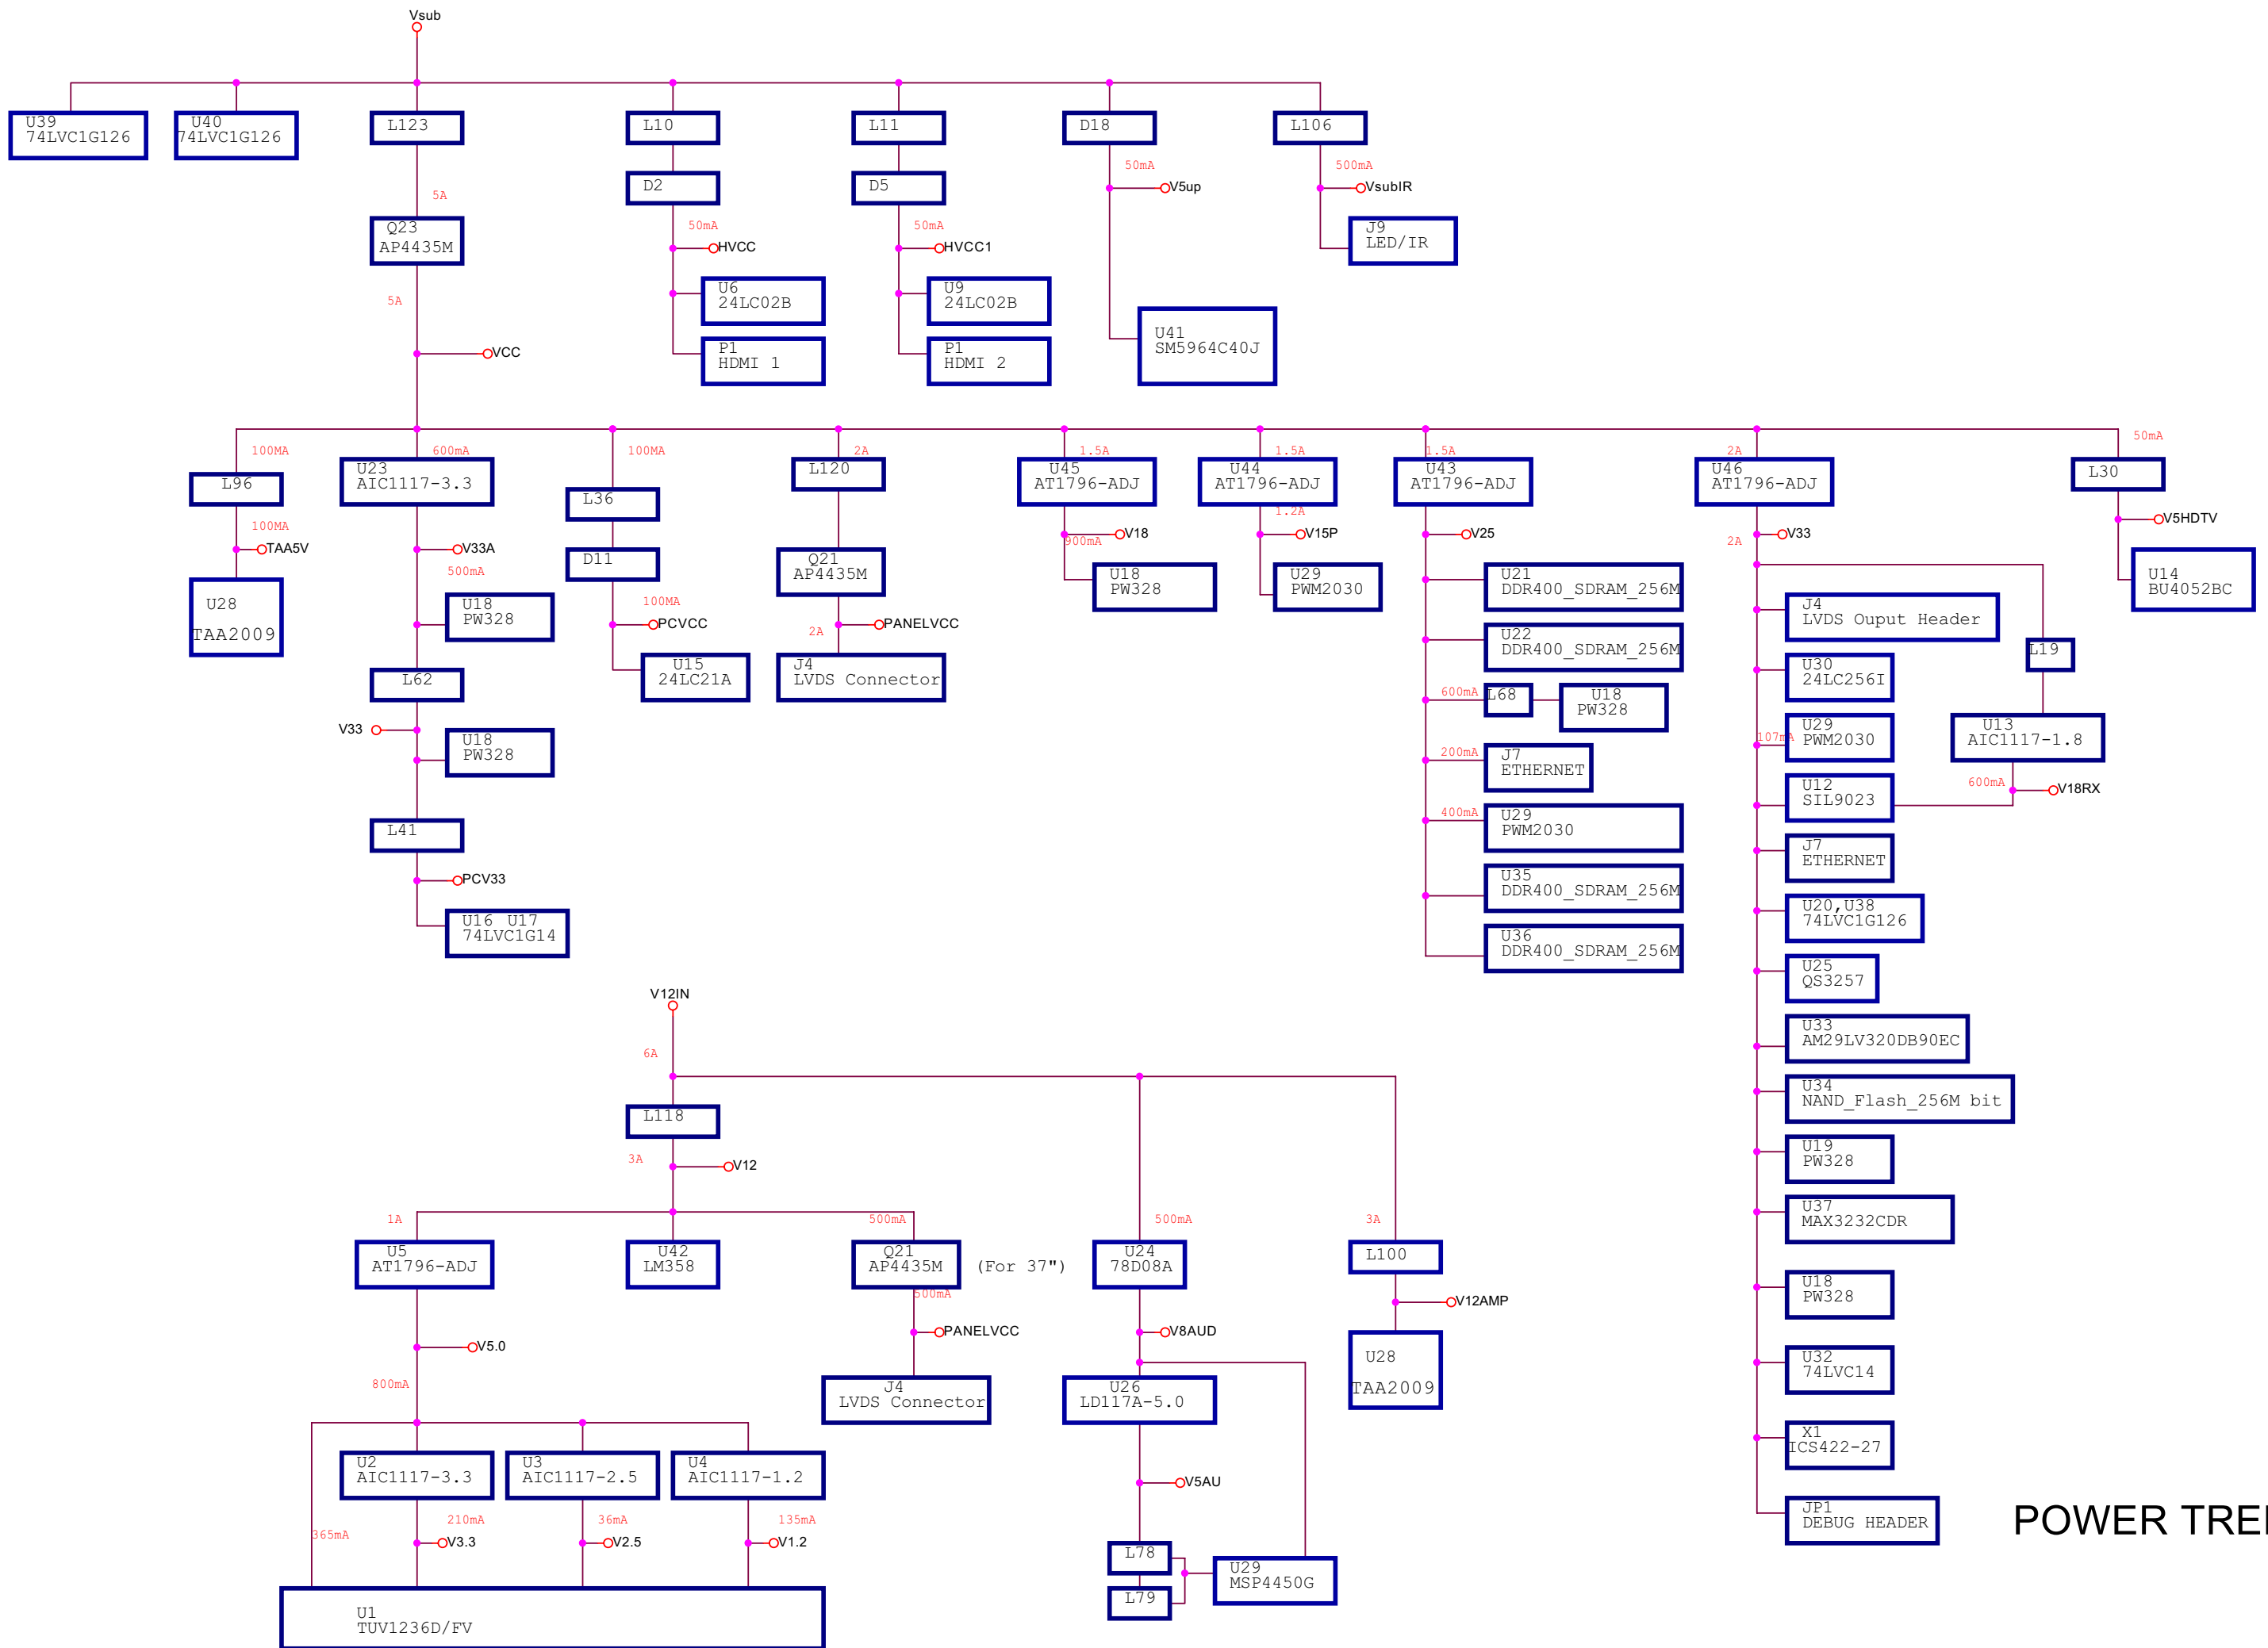 Vsub
U39
74LVC1G126
U40
74LVC1G126
L123
L10
L11
D18
L106
5A
D2
D5
50mA
V5up
500mA
VsubIR
Q23
AP4435M
50mA
HVCC
50mA
HVCC1
J9
LED/IR
5A
U6
24LC02B
U9
24LC02B
VCC
P1
HDMI 1
P1
HDMI 2
U41
SM5964C40J
100MA
600mA
100MA
2A
1.5A
1.5A
1.5A
2A
50mA
L96
U23
AIC1117-3.3
L36
L120
U45
AT1796-ADJ
U44
AT1796-ADJ
U43
AT1796-ADJ
U46
AT1796-ADJ
L30
100MA
TAA5V
V33A
500mA
D11
Q21
AP4435M
900mA
V18
1.2A
V15P
V25
2A
V33
V5HDTV
U28
TAA2009
U18
PW328
100MA
PCVCC
2A
PANELVCC
U18
PW328
U29
PWM2030
U21
DDR400_SDRAM_256M
U14
BU4052BC
J4
LVDS Ouput Header
U15
24LC21A
J4
LVDS Connector
U22
DDR400_SDRAM_256M
L19
L62
600mA
L68
U18
PW328
U30
24LC256I
V33
U18
PW328
200mA
J7
ETHERNET
107mA
U29
PWM2030
U13
AIC1117-1.8
L41
400mA
U29
PWM2030
U12
SIL9023
600mA
V18RX
PCV33
U35
DDR400_SDRAM_256M
J7
ETHERNET
U16 U17
74LVC1G14
U36
DDR400_SDRAM_256M
U20,U38
74LVC1G126
U25
QS3257
V12IN
6A
U33
AM29LV320DB90EC
L118
U34
NAND_Flash_256M bit
3A
V12
U19
PW328
1A
500mA
500mA
3A
U37
MAX3232CDR
U5
AT1796-ADJ
U42
LM358
Q21
AP4435M
(For 37")
U24
78D08A
L100
500mA
V12AMP
U18
PW328
V5.0
PANELVCC
V8AUD
U28
TAA2009
U32
74LVC14
800mA
J4
LVDS Connector
U26
LD117A-5.0
X1
ICS422-27
U2
AIC1117-3.3
U3
AIC1117-2.5
U4
AIC1117-1.2
V5AU
JP1
DEBUG HEADER
365mA
210mA
V3.3
36mA
V2.5
135mA
V1.2
L78
L79
U29
MSP4450G
U1
TUV1236D/FV
POWER TREE